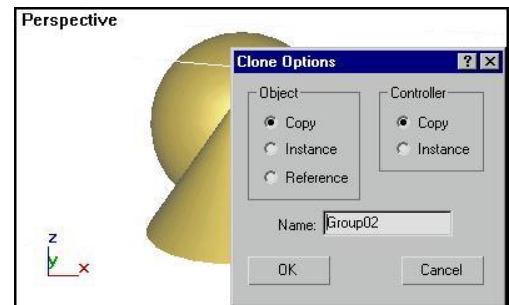 Perspective
Clone Options
? ×
Object
Controller
Copy
Copy
Instance
Instance
Reference
Name: Group02
OK
Cancel
z
y
x